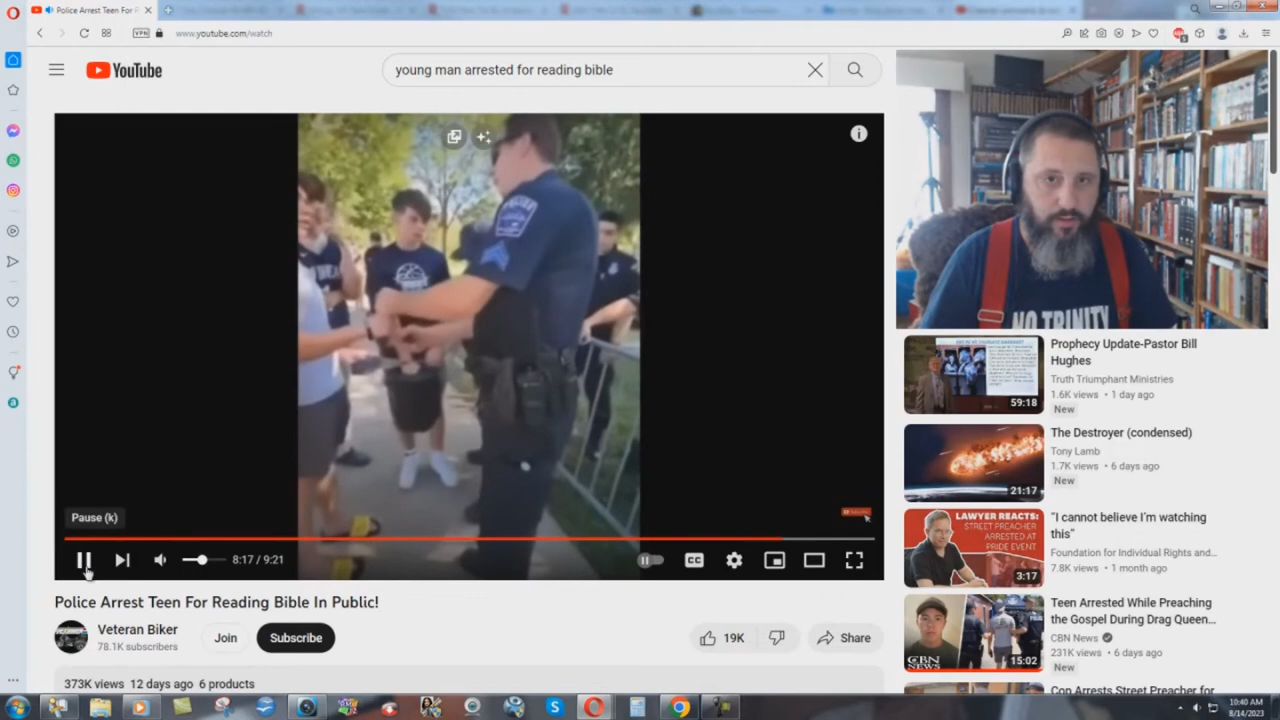 Police Arrest Teen For R
VPN
www.youtube.com/watch
YouTube
young man arrested for reading bible
POLICE
NO TRINITY
Pause (k)
8:17 / 9:21
CC
Police Arrest Teen For Reading Bible In Public!
Veteran Biker
78.1K subscribers
Join
Subscribe
19K
Share
373K views 12 days ago 6 products
Prophecy Update-Pastor Bill
Hughes
Truth Triumphant Ministries
1.6K views • 1 day ago
New
59:18
The Destroyer (condensed)
Tony Lamb
1.7K views • 6 days ago
New
21:17
LAWYER REACTS:
STREET PREACHER
ARRESTED AT
PRIDE EVENT
3:17
"I cannot believe I'm watching
this"
Foundation for Individual Rights and...
7.8K views • 1 month ago
CBN
NEWS
15:02
Teen Arrested While Preaching
the Gospel During Drag Queen...
CBN News
231K views • 6 days ago
New
Cop Arrests Street Preacher for
10:40 AM
8/14/2023